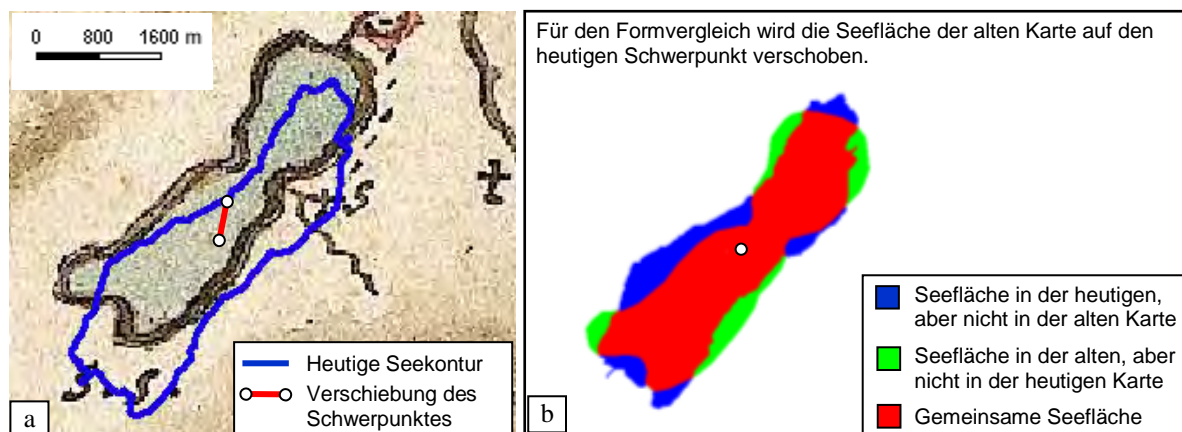 0 800 1600 m
Heutige Seekontur
Verschiebung des
Schwerpunktes
a
Für den Formvergleich wird die Seefläche der alten Karte auf den
heutigen Schwerpunkt verschoben.
Seefläche in der heutigen,
aber nicht in der alten Karte
Seefläche in der alten, aber
nicht in der heutigen Karte
Gemeinsame Seefläche
b